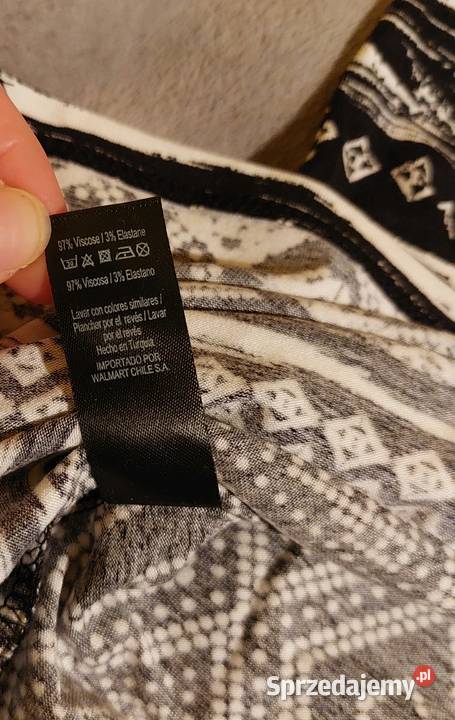 97% Viscose / 3% Elastane
97% Viscosa / 3% Elastano
Lavar con colores similares /
Planchar por el revés / Lavar
por el revés
Hecho en Turquía.
IMPORTADO POR:
WALMART CHILE S.A.
Sprzedajemy.pl